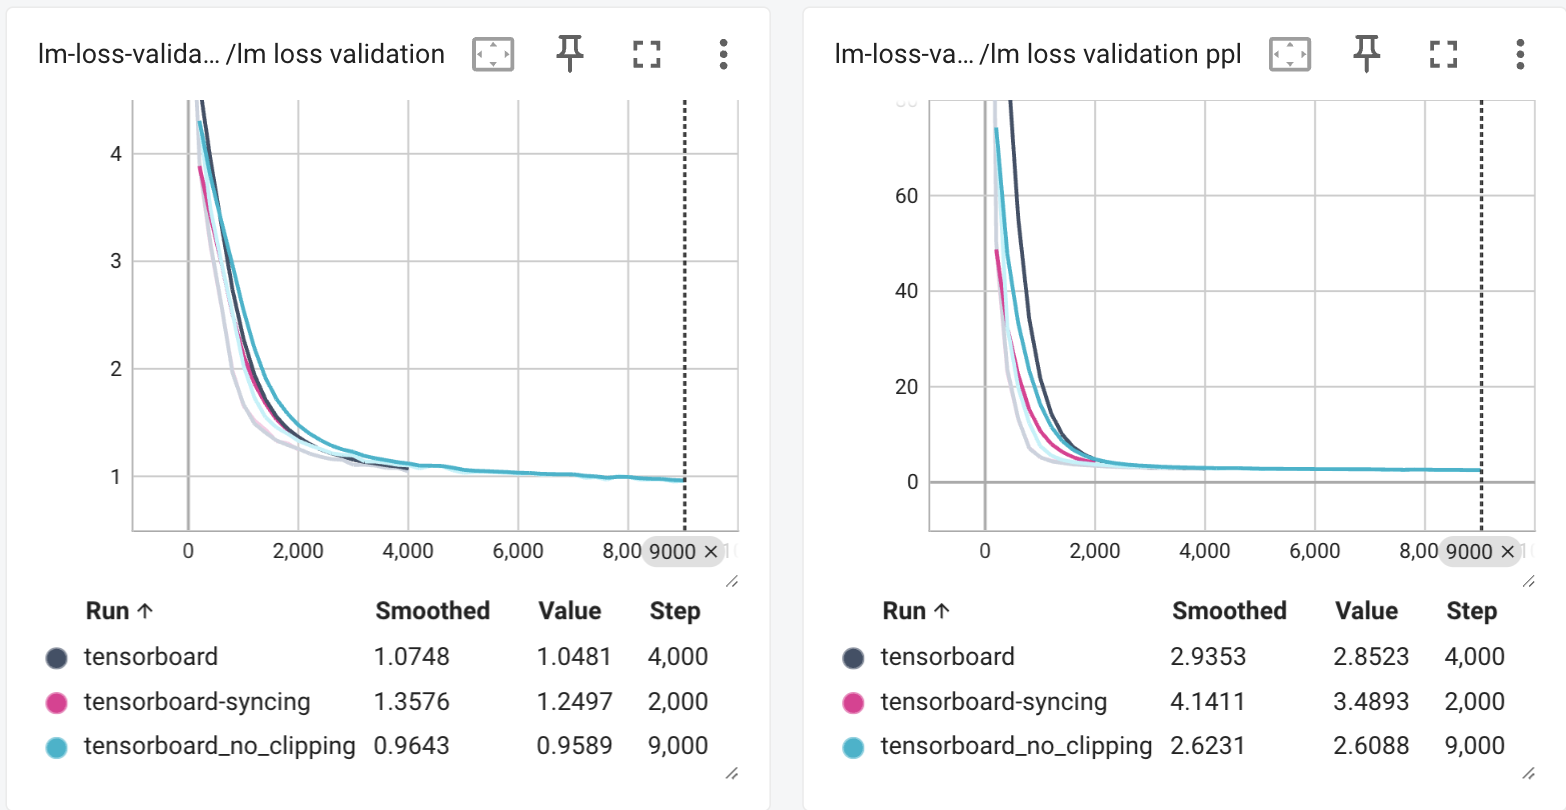 lm-loss-valida… /lm loss validation
4
3
2
1
0 2,000 4,000 6,000 8,00 9000 ×
Run ↑ Smoothed Value Step
tensorboard 1.0748 1.0481 4,000
tensorboard-syncing 1.3576 1.2497 2,000
tensorboard_no_clipping 0.9643 0.9589 9,000
lm-loss-va… /lm loss validation ppl
60
40
20
0
0 2,000 4,000 6,000 8,00 9000 ×
Run ↑ Smoothed Value Step
tensorboard 2.9353 2.8523 4,000
tensorboard-syncing 4.1411 3.4893 2,000
tensorboard_no_clipping 2.6231 2.6088 9,000